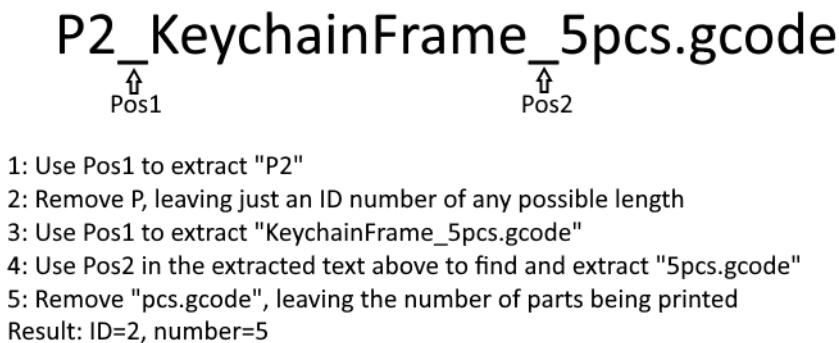 P2_KeychainFrame_5pcs.gcode
Pos1 Pos2
1: Use Pos1 to extract "P2"
2: Remove P, leaving just an ID number of any possible length
3: Use Pos1 to extract "KeychainFrame_5pcs.gcode"
4: Use Pos2 in the extracted text above to find and extract "5pcs.gcode"
5: Remove "pcs.gcode", leaving the number of parts being printed
Result: ID=2, number=5